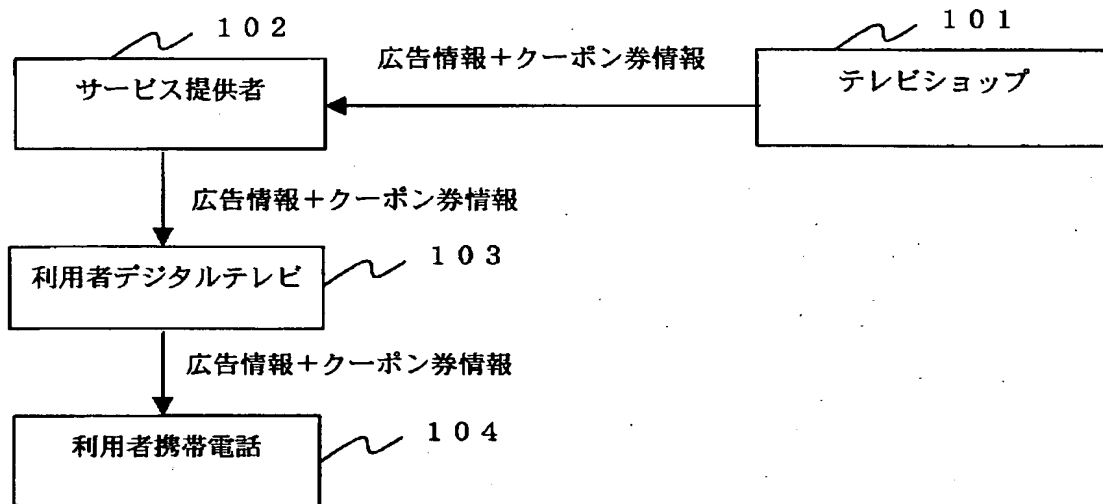 １０２
１０１
広告情報＋クーポン券情報
サービス提供者
テレビショップ
広告情報＋クーポン券情報
１０３
利用者デジタルテレビ
広告情報＋クーポン券情報
１０４
利用者携帯電話